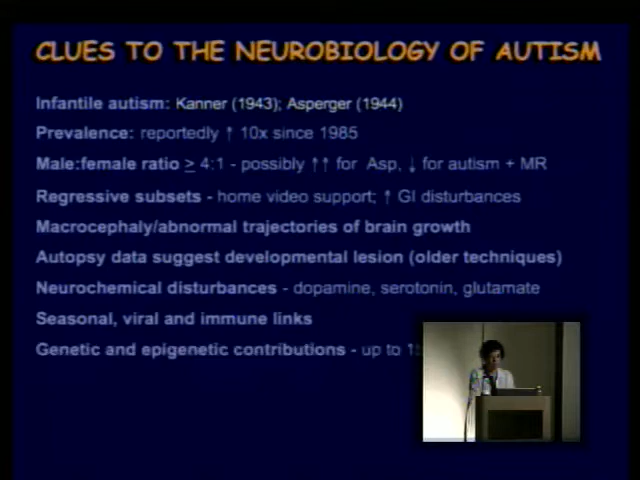 CLUES TO THE NEUROBIOLOGY OF AUTISM
Infantile autism: Kanner (1943); Asperger (1944)
Prevalence: reportedly ↑ 10x since 1985
Male:female ratio ≥ 4:1 - possibly ↑↑ for Asp, ↓ for autism + MR
Regressive subsets - home video support; ↑ GI disturbances
Macrocephaly/abnormal trajectories of brain growth
Autopsy data suggest developmental lesion (older techniques)
Neurochemical disturbances - dopamine, serotonin, glutamate
Seasonal, viral and immune links
Genetic and epigenetic contributions - up to